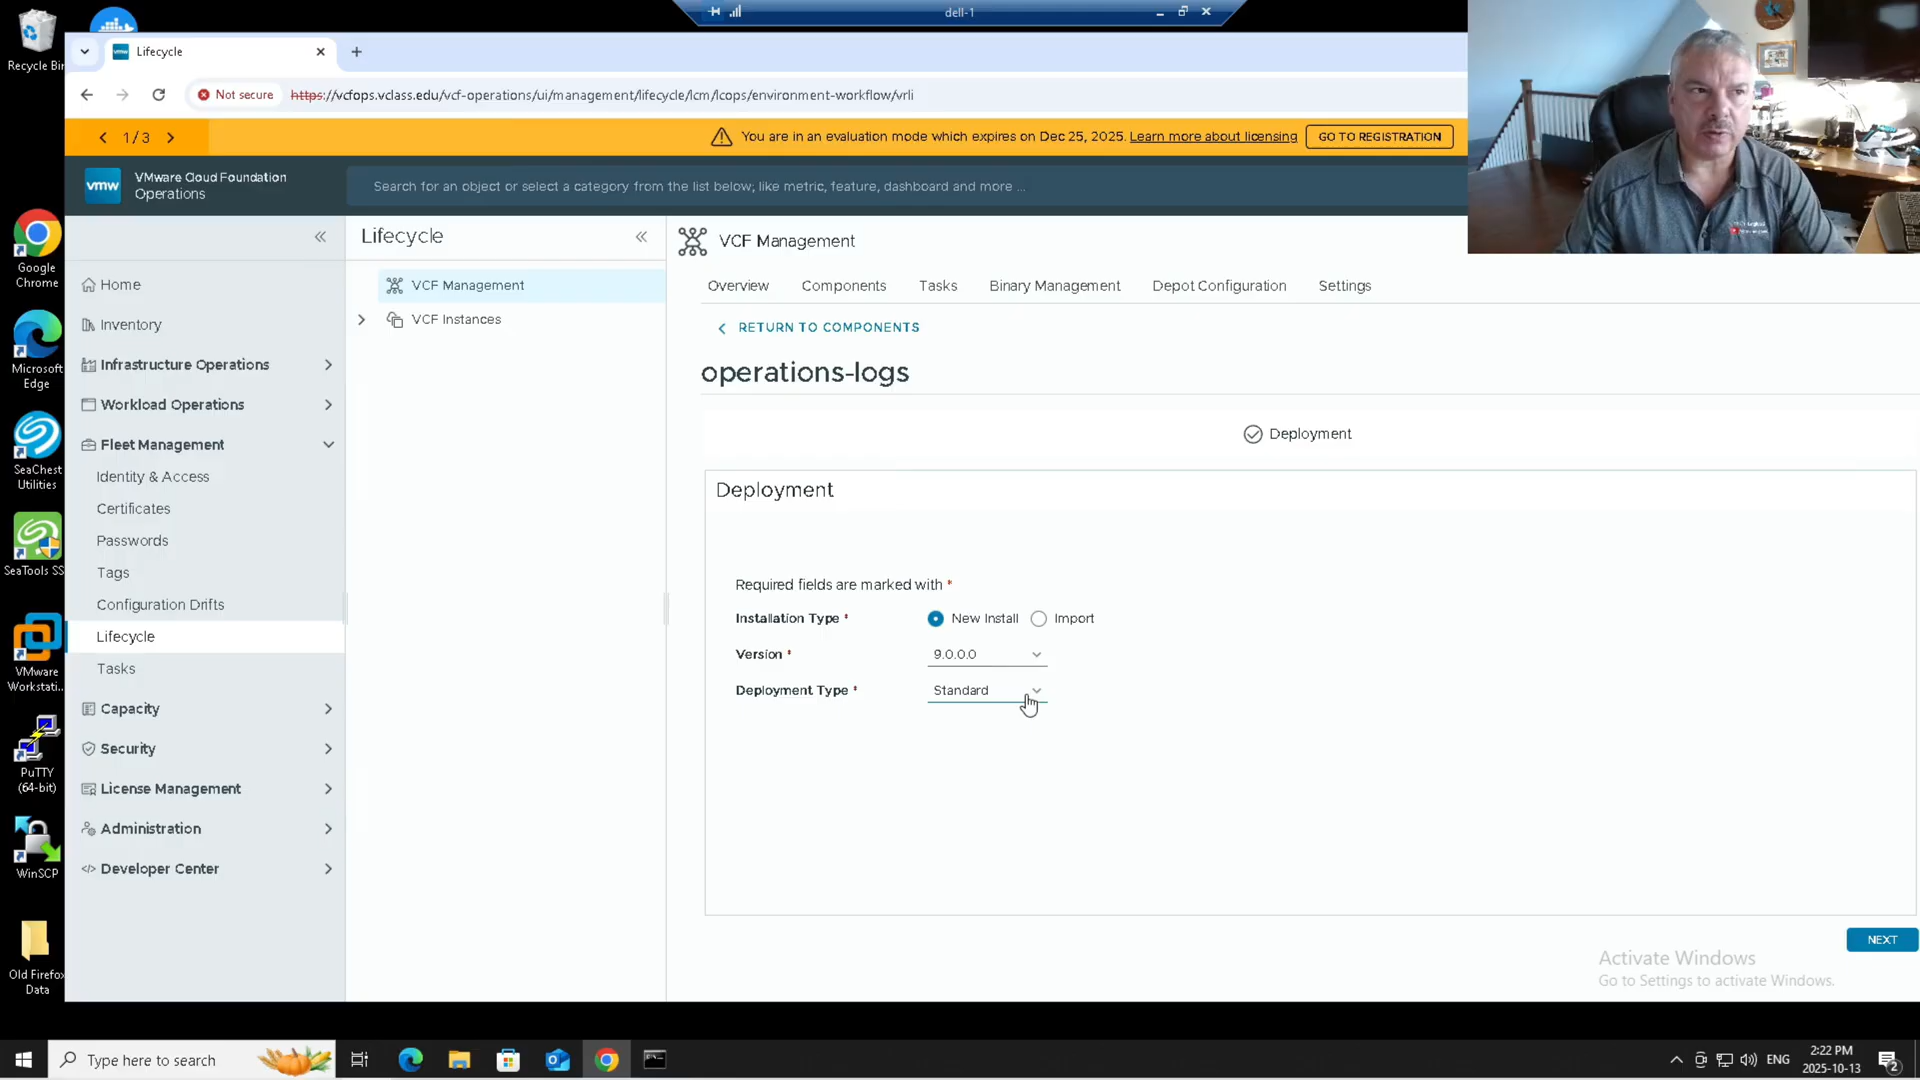 dell-1
Recycle Bin
Lifecycle
Not secure
https://vcfops.vclass.edu/vcf-operations/ui/management/lifecycle/lcm/lcops/environment-workflow/vrli
1 / 3
You are in an evaluation mode which expires on Dec 25, 2025. Learn more about licensing
GO TO REGISTRATION
vmw
VMware Cloud Foundation
Operations
Search for an object or select a category from the list below; like metric, feature, dashboard and more ...
Google
Chrome
Microsoft
Edge
SeaChest
Utilities
SeaTools SS
VMware
Workstati...
PuTTY
(64-bit)
WinSCP
Old Firefox
Data
Home
Inventory
Infrastructure Operations
Workload Operations
Fleet Management
Identity & Access
Certificates
Passwords
Tags
Configuration Drifts
Lifecycle
Tasks
Capacity
Security
License Management
Administration
Developer Center
Lifecycle
VCF Management
VCF Instances
VCF Management
Overview
Components
Tasks
Binary Management
Depot Configuration
Settings
RETURN TO COMPONENTS
operations-logs
Deployment
Deployment
Required fields are marked with *
Installation Type *
New Install
Import
Version *
9.0.0.0
Deployment Type *
Standard
NEXT
Activate Windows
Go to Settings to activate Windows.
Type here to search
ENG
2:22 PM
2025-10-13
2